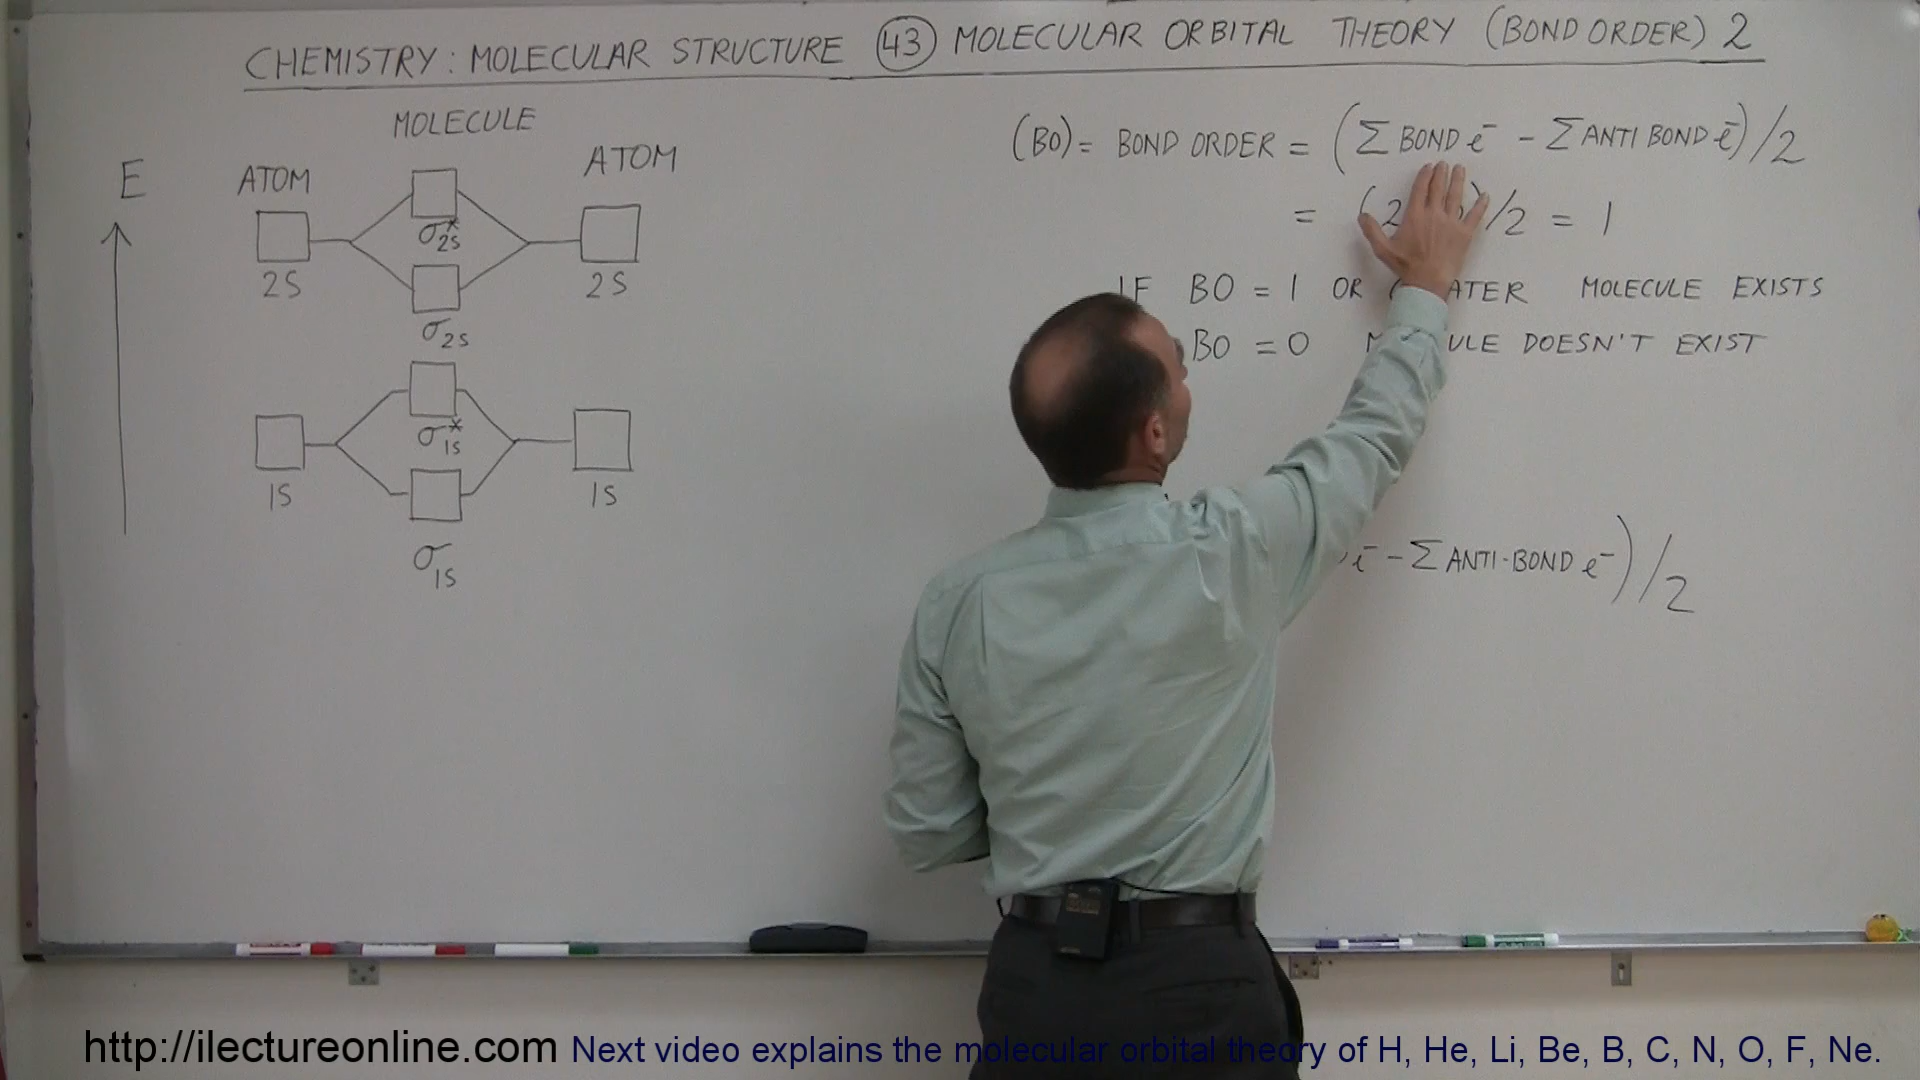 CHEMISTRY: MOLECULAR STRUCTURE 43 MOLECULAR ORBITAL THEORY (BOND ORDER) 2
MOLECULE
E ATOM ATOM
σ*2S
2S 2S
σ2S
σ*1S
1S 1S
σ1S
(BO) = BOND ORDER = (Σ BOND e⁻ - Σ ANTI BOND e⁻)/2
= (2 )/2 = 1
IF BO = 1 OR MOLECULE EXISTS
BO = 0 DOESN'T EXIST
e⁻ - Σ ANTI-BOND e⁻)/2
http://ilectureonline.com Next video explains the molecular orbital theory of H, He, Li, Be, B, C, N, O, F, Ne.